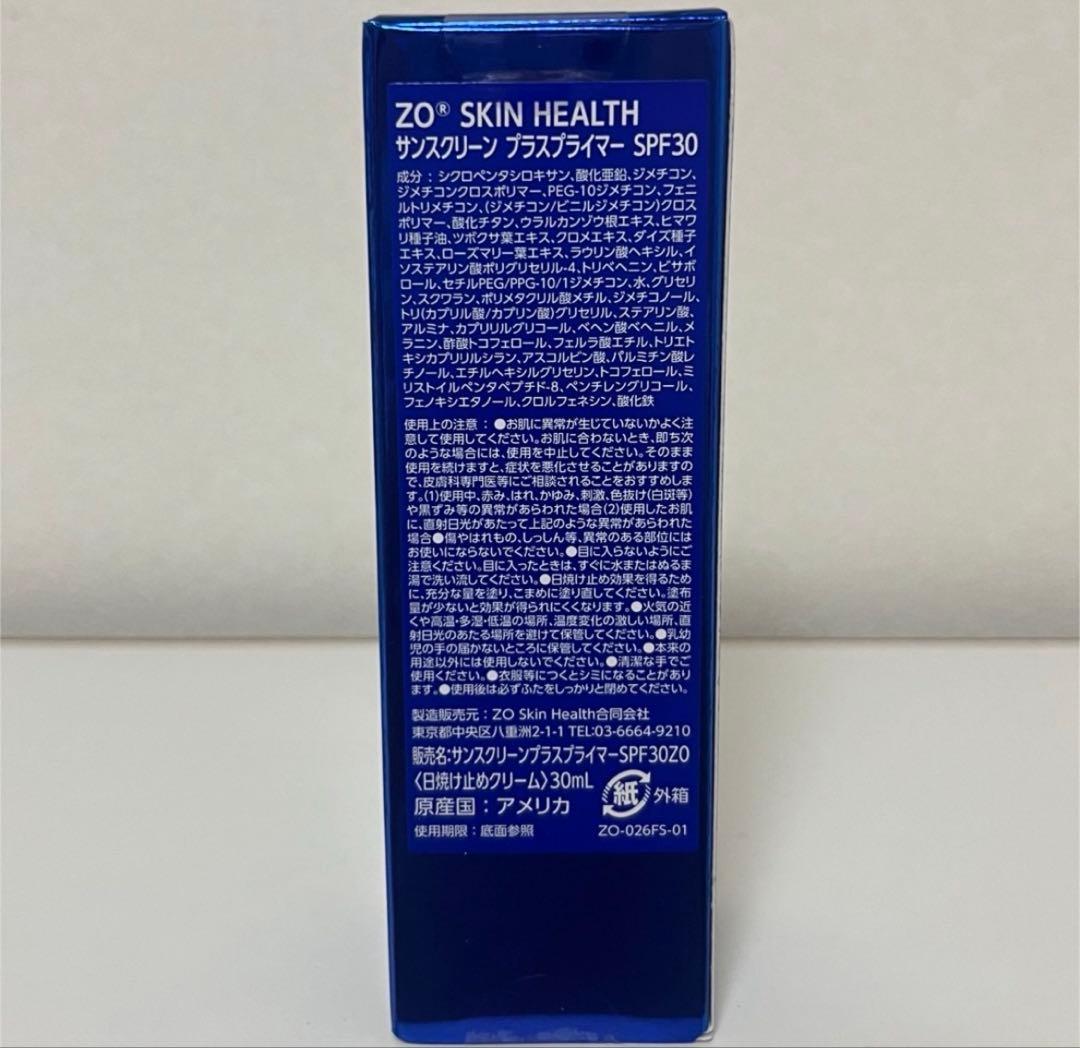 ZO® SKIN HEALTH
サンスクリーン プラスプライマー SPF30
成分：シクロペンタシロキサン、酸化亜鉛、ジメチコン、
ジメチコンクロスポリマー、PEG-10ジメチコン、フェニ
ルトリメチコン、(ジメチコン/ビニルジメチコン)クロス
ポリマー、酸化チタン、ウラルカンゾウ根エキス、ヒマワ
リ種子油、ツボクサ葉エキス、クロメエキス、ダイズ種子
エキス、ローズマリー葉エキス、ラウリン酸ヘキシル、イ
ソステアリン酸ポリグリセリル-4、トリベヘニン、ビサボ
ロール、セチルPEG/PPG-10/1ジメチコン、水、グリセリ
ン、スクワラン、ポリメタクリル酸メチル、ジメチコノール、
トリ(カプリル酸/カプリン酸)グリセリル、ステアリン酸、
アルミナ、カプリリルグリコール、ベヘン酸ベヘニル、メ
ラニン、酢酸トコフェロール、フェルラ酸エチル、トリエト
キシカプリリルシラン、アスコルビン酸、パルミチン酸レ
チノール、エチルヘキシルグリセリン、トコフェロール、ミ
リストイルペンタペプチド-8、ペンチレングリコール、
フェノキシエタノール、クロルフェネシン、酸化鉄
使用上の注意：●お肌に異常が生じていないかよく注
意して使用してください。お肌に合わないとき、即ち次
のような場合には、使用を中止してください。そのまま
使用を続けますと、症状を悪化させることがありますの
で、皮膚科専門医等にご相談されることをおすすめしま
す。(1)使用中、赤み、はれ、かゆみ、刺激、色抜け(白斑等)
や黒ずみ等の異常があらわれた場合(2)使用したお肌
に、直射日光があたって上記のような異常があらわれた
場合●傷やはれもの、しっしん等、異常のある部位には
お使いにならないでください。●目に入らないようにご
注意ください。目に入ったときは、すぐに水またはぬるま
湯で洗い流してください。●日焼け止め効果を得るため
に、充分な量を塗り、こまめに塗り直してください。塗布
量が少ないと効果が得られにくくなります。●火気の近
くや高温・多湿・低温の場所、温度変化の激しい場所、直
射日光のあたる場所を避けて保管してください。●乳幼
児の手の届かないところに保管してください。●本来の
用途以外には使用しないでください。●清潔な手でご
使用ください。●衣服等につくとシミになることがあり
ます。●使用後は必ずふたをしっかりと閉めてください。
製造販売元：ZO Skin Health合同会社
東京都中央区八重洲2-1-1 TEL:03-6664-9210
販売名:サンスクリーンプラスプライマーSPF30ZO
〈日焼け止めクリーム〉30mL
紙 外箱
原産国：アメリカ
使用期限：底面参照 ZO-026FS-01